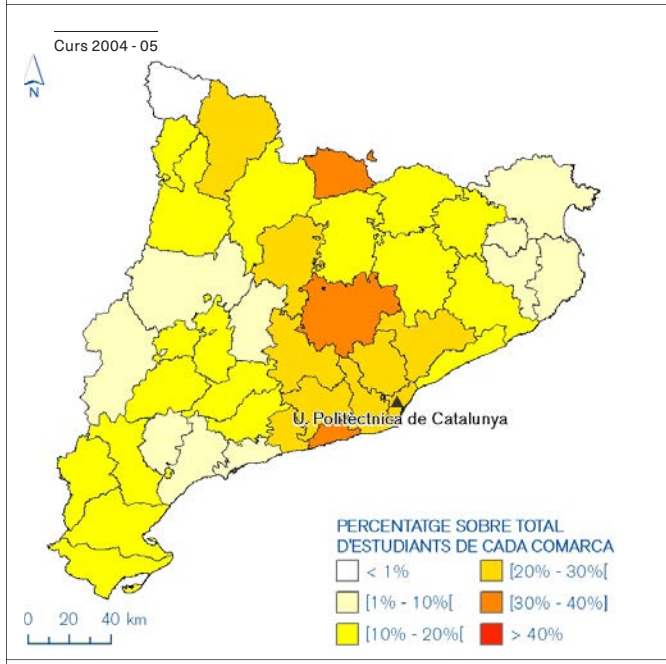 Curs 2004 - 05
N
U. Politècnica de Catalunya
PERCENTATGE SOBRE TOTAL
D'ESTUDIANTS DE CADA COMARCA
< 1%
[1% - 10%[
[10% - 20%[
[20% - 30%[
[30% - 40%]
> 40%
0 20 40 km